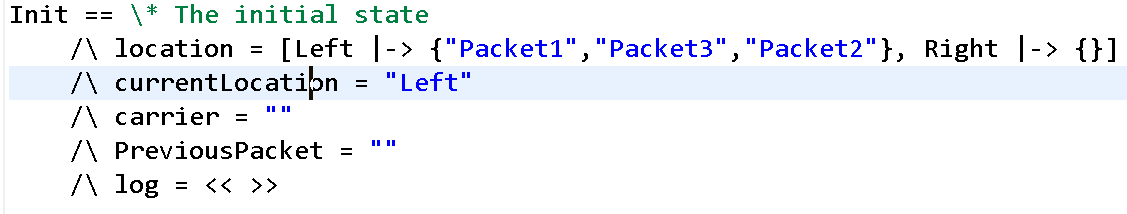 Init == \* The initial state
/\ location = [Left |-> {"Packet1","Packet3","Packet2"}, Right |-> {}]
/\ currentLocation = "Left"
/\ carrier = ""
/\ PreviousPacket = ""
/\ log = << >>